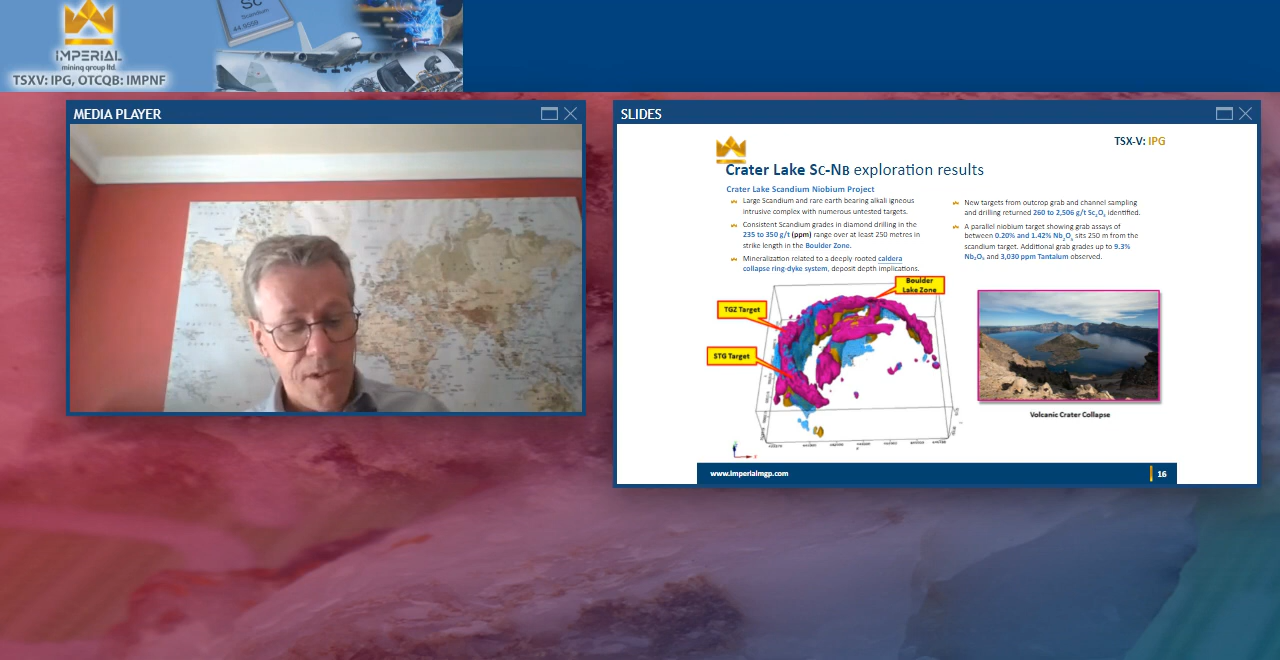 Sc
Scandium
44.9559
IMPERIAL
mining group ltd.
TSXV: IPG, OTCQB: IMPNF
MEDIA PLAYER
SLIDES
TSX-V: IPG
Crater Lake Sc-Nb exploration results
Crater Lake Scandium Niobium Project
Large Scandium and rare earth bearing alkali igneous
intrusive complex with numerous untested targets.
Consistent Scandium grades in diamond drilling in the
235 to 350 g/t (ppm) range over at least 250 metres in
strike length in the Boulder Zone.
Mineralization related to a deeply rooted caldera
collapse ring-dyke system, deposit depth implications.
New targets from outcrop grab and channel sampling
and drilling returned 260 to 2,506 g/t Sc₂O₃ identified.
A parallel niobium target showing grab assays of
between 0.20% and 1.42% Nb₂O₅ sits 250 m from the
scandium target. Additional grab grades up to 9.3%
Nb₂O₅ and 3,030 ppm Tantalum observed.
Boulder
Lake Zone
TG2 Target
STG Target
Volcanic Crater Collapse
www.imperialmgp.com
16